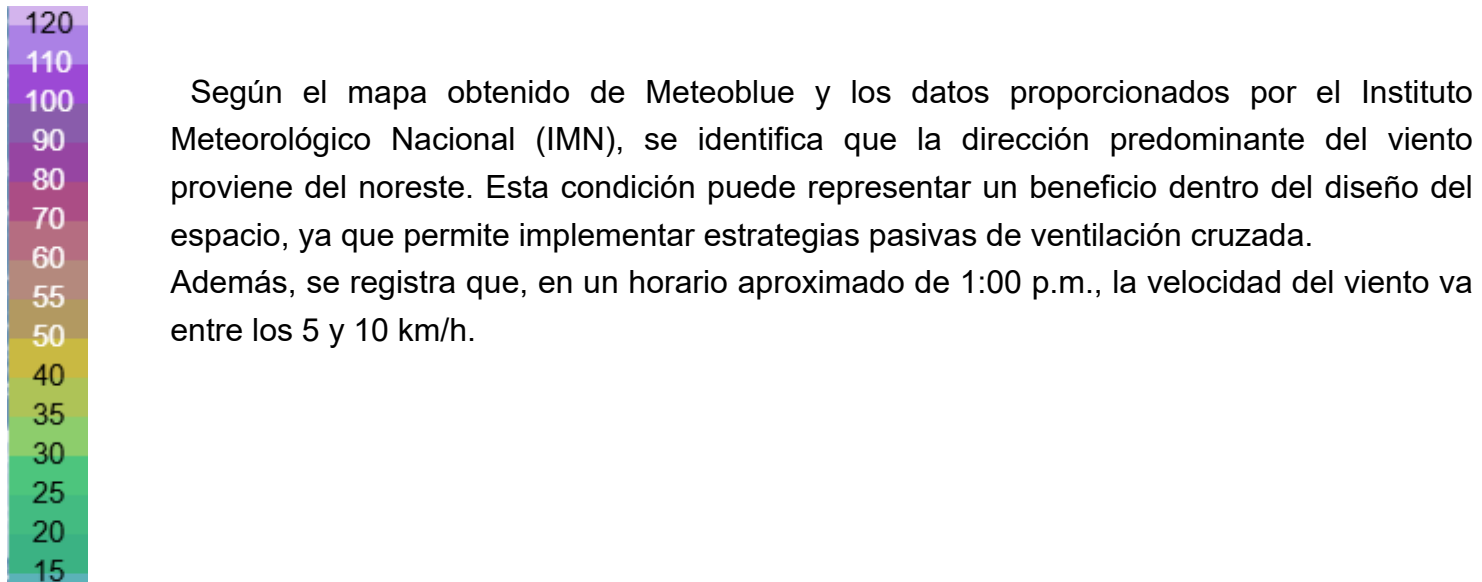 120
110
100
90
80
70
60
55
50
40
35
30
25
20
15
Según el mapa obtenido de Meteoblue y los datos proporcionados por el Instituto
Meteorológico Nacional (IMN), se identifica que la dirección predominante del viento
proviene del noreste. Esta condición puede representar un beneficio dentro del diseño del
espacio, ya que permite implementar estrategias pasivas de ventilación cruzada.
Además, se registra que, en un horario aproximado de 1:00 p.m., la velocidad del viento va
entre los 5 y 10 km/h.